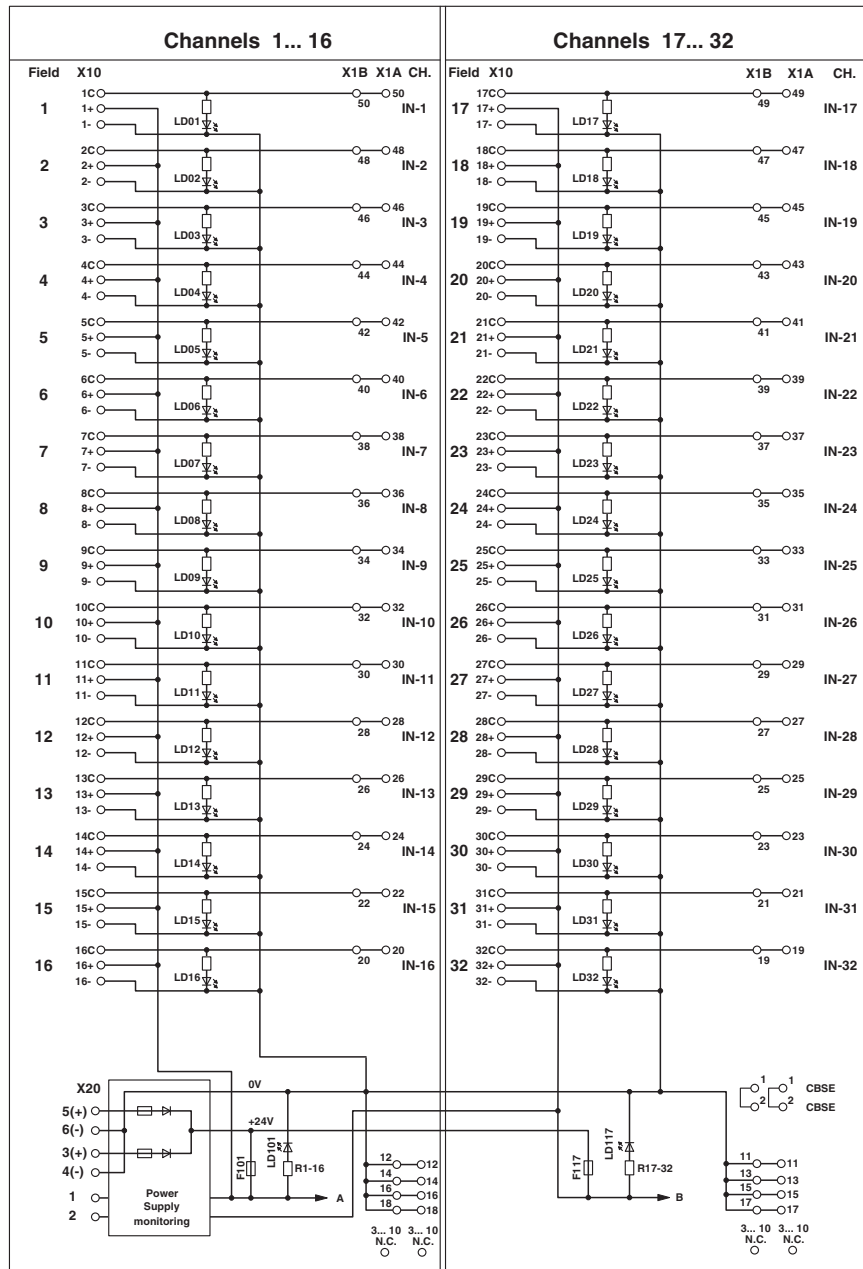 Channels 1... 16
Field X10 X1B X1A CH.
1C 50
1 1+ 50 IN-1
1- LD01
2C 48
2 2+ 48 IN-2
2- LD02
3C 46
3 3+ 46 IN-3
3- LD03
4C 44
4 4+ 44 IN-4
4- LD04
5C 42
5 5+ 42 IN-5
5- LD05
6C 40
6 6+ 40 IN-6
6- LD06
7C 38
7 7+ 38 IN-7
7- LD07
8C 36
8 8+ 36 IN-8
8- LD08
9C 34
9 9+ 34 IN-9
9- LD09
10C 32
10 10+ 32 IN-10
10- LD10
11C 30
11 11+ 30 IN-11
11- LD11
12C 28
12 12+ 28 IN-12
12- LD12
13C 26
13 13+ 26 IN-13
13- LD13
14C 24
14 14+ 24 IN-14
14- LD14
15C 22
15 15+ 22 IN-15
15- LD15
16C 20
16 16+ 20 IN-16
16- LD16
Channels 17... 32
Field X10 X1B X1A CH.
17C 49
17 17+ 49 IN-17
17- LD17
18C 47
18 18+ 47 IN-18
18- LD18
19C 45
19 19+ 45 IN-19
19- LD19
20C 43
20 20+ 43 IN-20
20- LD20
21C 41
21 21+ 41 IN-21
21- LD21
22C 39
22 22+ 39 IN-22
22- LD22
23C 37
23 23+ 37 IN-23
23- LD23
24C 35
24 24+ 35 IN-24
24- LD24
25C 33
25 25+ 33 IN-25
25- LD25
26C 31
26 26+ 31 IN-26
26- LD26
27C 29
27 27+ 29 IN-27
27- LD27
28C 27
28 28+ 27 IN-28
28- LD28
29C 25
29 29+ 25 IN-29
29- LD29
30C 23
30 30+ 23 IN-30
30- LD30
31C 21
31 31+ 21 IN-31
31- LD31
32C 19
32 32+ 19 IN-32
32- LD32
X20
5(+)
6(-)
3(+)
4(-)
1
2
Power
Supply
monitoring
0V
+24V
F101
LD101
R1-16
A
12 12
14 14
16 16
18 18
3... 10 3... 10
N.C. N.C.
F117
LD117
R17-32
B
1 1 CBSE
2 2 CBSE
11 11
13 13
15 15
17 17
3... 10 3... 10
N.C. N.C.